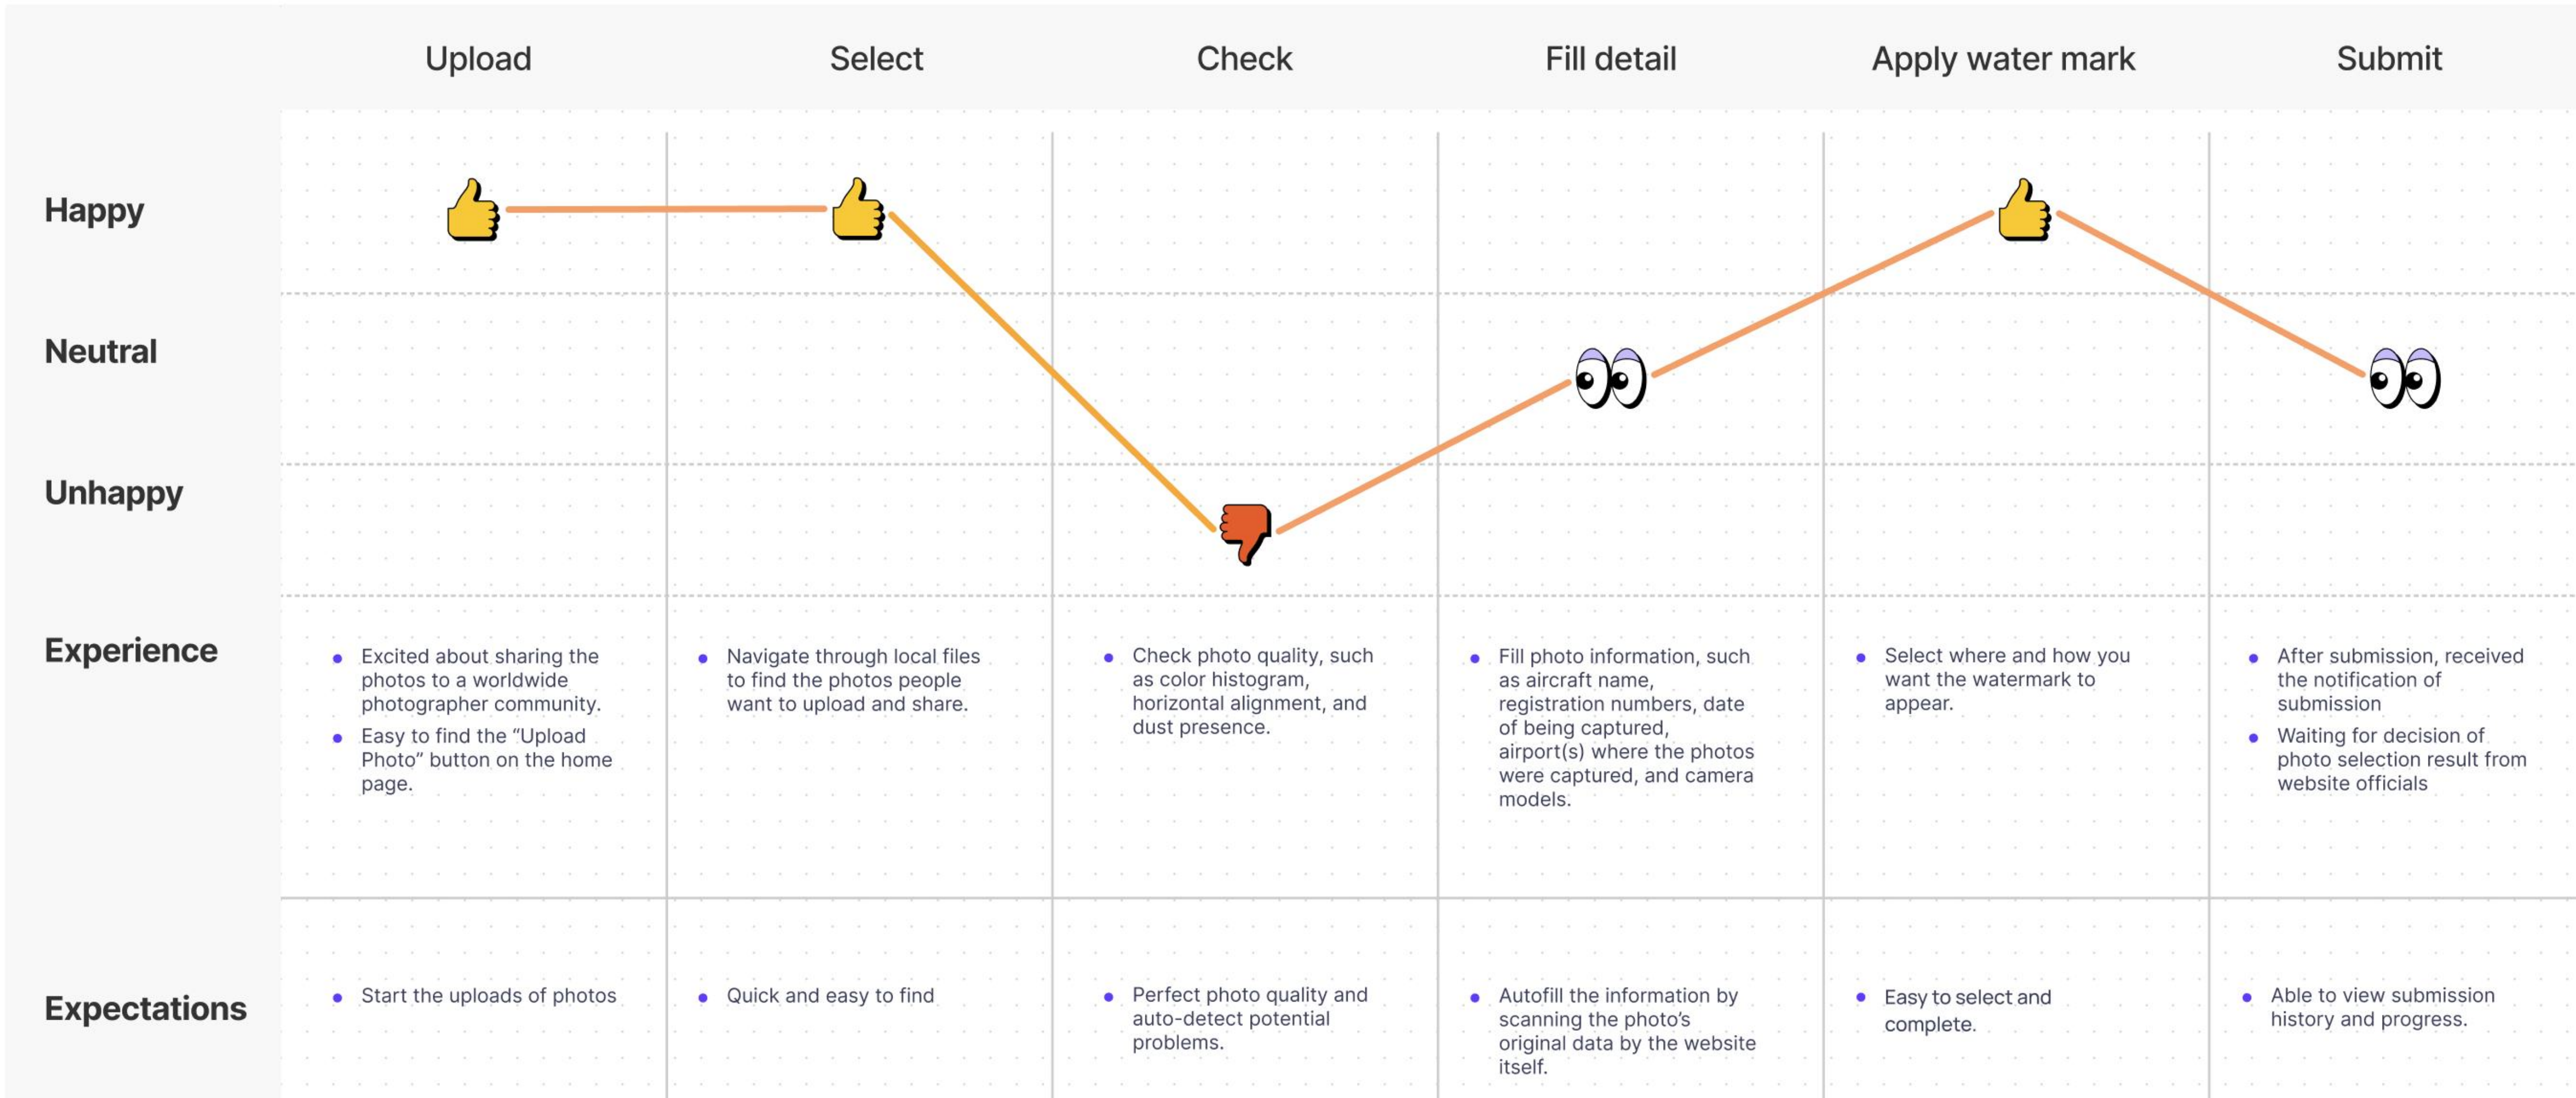 Upload
Select
Check
Fill detail
Apply water mark
Submit
Happy
Neutral
Unhappy
Experience
Excited about sharing the
photos to a worldwide
photographer community.
Easy to find the “Upload
Photo” button on the home
page.
Navigate through local files
to find the photos people
want to upload and share.
Check photo quality, such
as color histogram,
horizontal alignment, and
dust presence.
Fill photo information, such
as aircraft name,
registration numbers, date
of being captured,
airport(s) where the photos
were captured, and camera
models.
Select where and how you
want the watermark to
appear.
After submission, received
the notification of
submission
Waiting for decision of
photo selection result from
website officials
Expectations
Start the uploads of photos
Quick and easy to find
Perfect photo quality and
auto-detect potential
problems.
Autofill the information by
scanning the photo’s
original data by the website
itself.
Easy to select and
complete.
Able to view submission
history and progress.